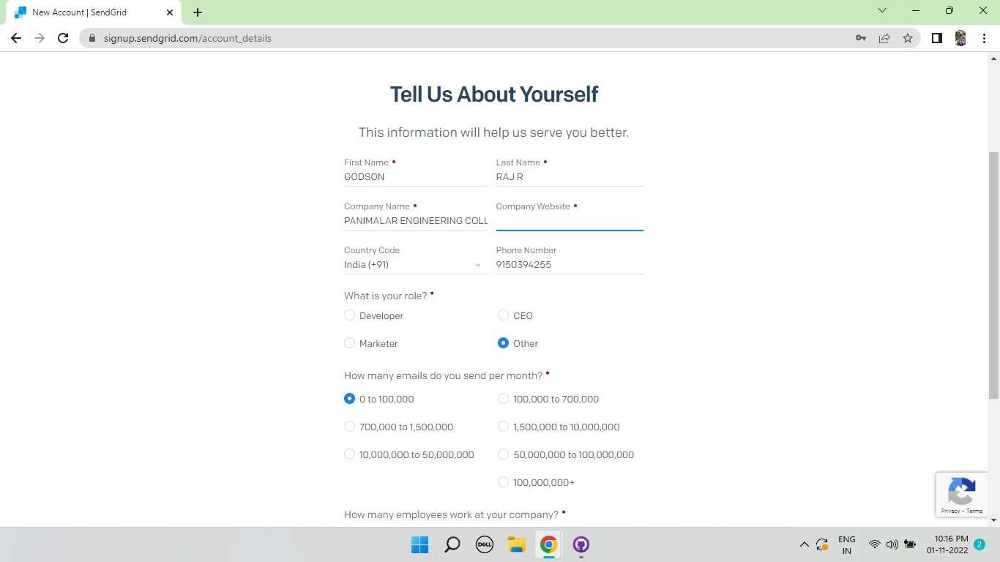 New Account | SendGrid
signup.sendgrid.com/account_details
Tell Us About Yourself
This information will help us serve you better.
First Name •
Last Name •
GODSON
RAJ R
Company Name •
Company Website •
PANIMALAR ENGINEERING COLL
Country Code
Phone Number
India (+91)
9150394255
What is your role? •
Developer
CEO
Marketer
Other
How many emails do you send per month? •
0 to 100,000
100,000 to 700,000
700,000 to 1,500,000
1,500,000 to 10,000,000
10,000,000 to 50,000,000
50,000,000 to 100,000,000
100,000,000+
Privacy - Terms
How many employees work at your company? •
DELL
ENG
IN
10:16 PM
01-11-2022
2